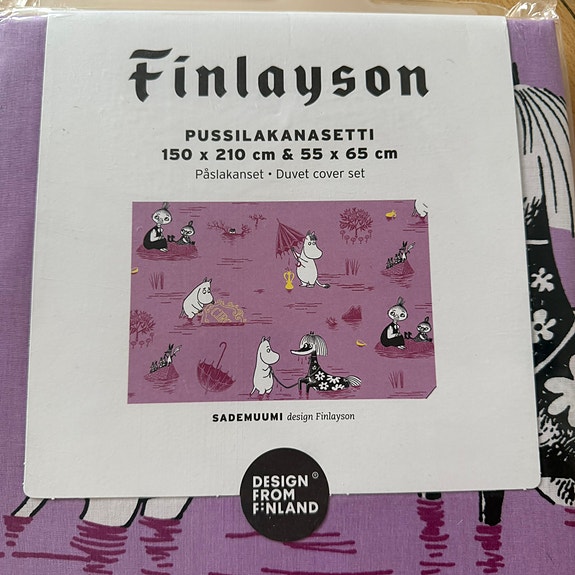 Finlayson
PUSSILAKANASETTI
150 x 210 cm & 55 x 65 cm
Påslakanset • Duvet cover set
SADEMUUMI design Finlayson
DESIGN ®
FROM
FINLAND